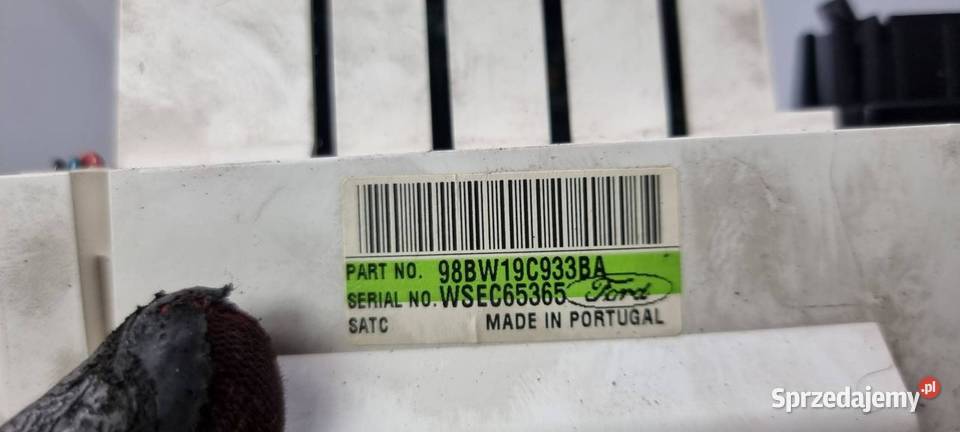 PART NO. 98BW19C933BA
SERIAL NO. WSEC65365 Ford
SATC MADE IN PORTUGAL
Sprzedajemy.pl